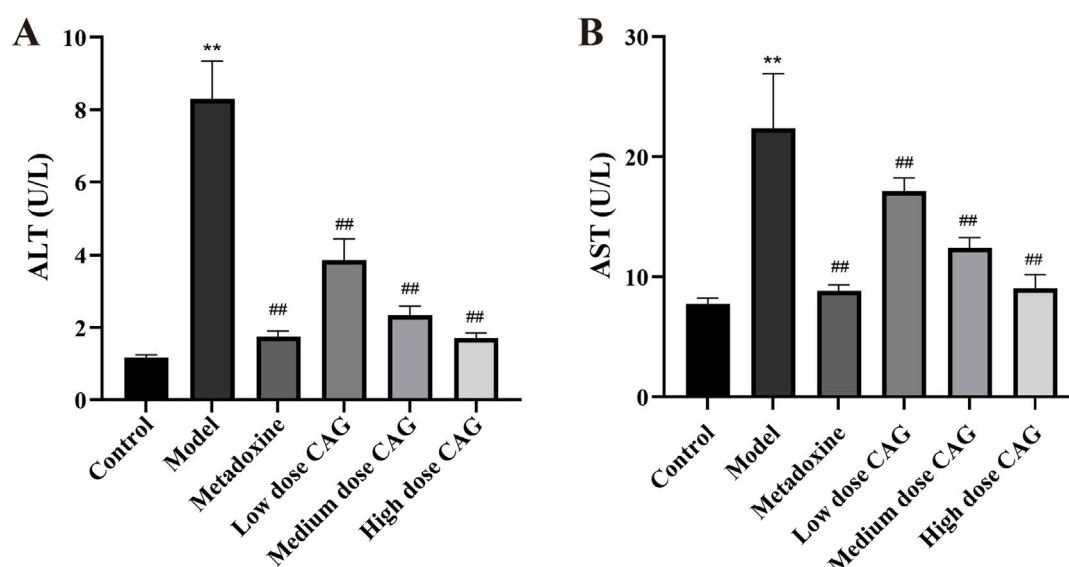 A
ALT (U/L)
10
8
6
4
2
0
**
##
##
##
##
Control
Model
Metadoxine
Low dose CAG
Medium dose CAG
High dose CAG
B
AST (U/L)
30
20
10
0
**
##
##
##
##
Control
Model
Metadoxine
Low dose CAG
Medium dose CAG
High dose CAG